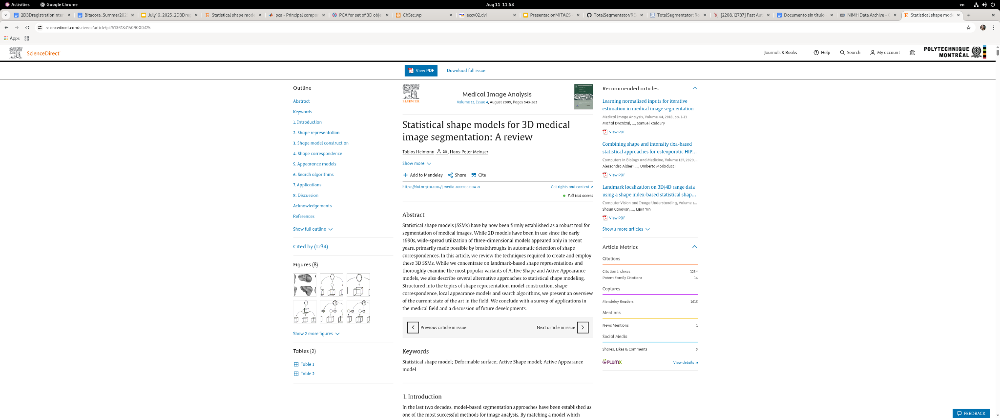 Activities
Google Chrome
Aug 11 11:58
en
2D3DregistrationInter
Bitacora_Summer202
July16_2025_2D3Dreg
Statistical shape mode
pca - Principal compo
PCA for set of 3D obje
Ch5sc.wp
eccv02.dvi
PresentacionMITACS
TotalSegmentator/RE
TotalSegmentator: Ro
[2208.12737] Fast Aut
Documento sin título
NIMH Data Archive - 
Statistical shape mode
sciencedirect.com/science/article/pii/S1361841509000425
Apps
ScienceDirect
Journals & Books
Help
Search
My account
POLYTECHNIQUE
MONTRÉAL
View PDF
Download full issue
Outline
Abstract
Keywords
1. Introduction
2. Shape representation
3. Shape model construction
4. Shape correspondence
5. Appearance models
6. Search algorithms
7. Applications
8. Discussion
Acknowledgements
References
Show full outline
Cited by (1234)
Figures (8)
Show 2 more figures
Tables (2)
Table 1
Table 2
ELSEVIER
Medical Image Analysis
Volume 13, Issue 4, August 2009, Pages 543-563
Statistical shape models for 3D medical
image segmentation: A review
Tobias Heimann, Hans-Peter Meinzer
Show more
Add to Mendeley
Share
Cite
https://doi.org/10.1016/j.media.2009.05.004
Get rights and content
Full text access
Abstract
Statistical shape models (SSMs) have by now been firmly established as a robust tool for
segmentation of medical images. While 2D models have been in use since the early
1990s, wide-spread utilization of three-dimensional models appeared only in recent
years, primarily made possible by breakthroughs in automatic detection of shape
correspondences. In this article, we review the techniques required to create and employ
these 3D SSMs. While we concentrate on landmark-based shape representations and
thoroughly examine the most popular variants of Active Shape and Active Appearance
models, we also describe several alternative approaches to statistical shape modeling.
Structured into the topics of shape representation, model construction, shape
correspondence, local appearance models and search algorithms, we present an overview
of the current state of the art in the field. We conclude with a survey of applications in
the medical field and a discussion of future developments.
Previous article in issue
Next article in issue
Keywords
Statistical shape model; Deformable surface; Active Shape model; Active Appearance
model
1. Introduction
In the last two decades, model-based segmentation approaches have been established as
one of the most successful methods for image analysis. By matching a model which
Recommended articles
Learning normalized inputs for iterative
estimation in medical image segmentation
Medical Image Analysis, Volume 44, 2018, pp. 1-13
Michal Drozdzal, …, Samuel Kadoury
View PDF
Combining shape and intensity dxa-based
statistical approaches for osteoporotic HIP…
Computers in Biology and Medicine, Volume 127, 2020,…
Alessandra Aldieri, …, Umberto Morbiducci
View PDF
Landmark localization on 3D/4D range data
using a shape index-based statistical shap…
Computer Vision and Image Understanding, Volume 1…
Shaun Canavan, …, Lijun Yin
View PDF
Show 3 more articles
Article Metrics
Citations
Citation Indexes 1234
Patent Family Citations 14
Captures
Mendeley Readers 1615
Mentions
News Mentions 1
Social Media
Shares, Likes & Comments 5
PLUMX
View details
FEEDBACK